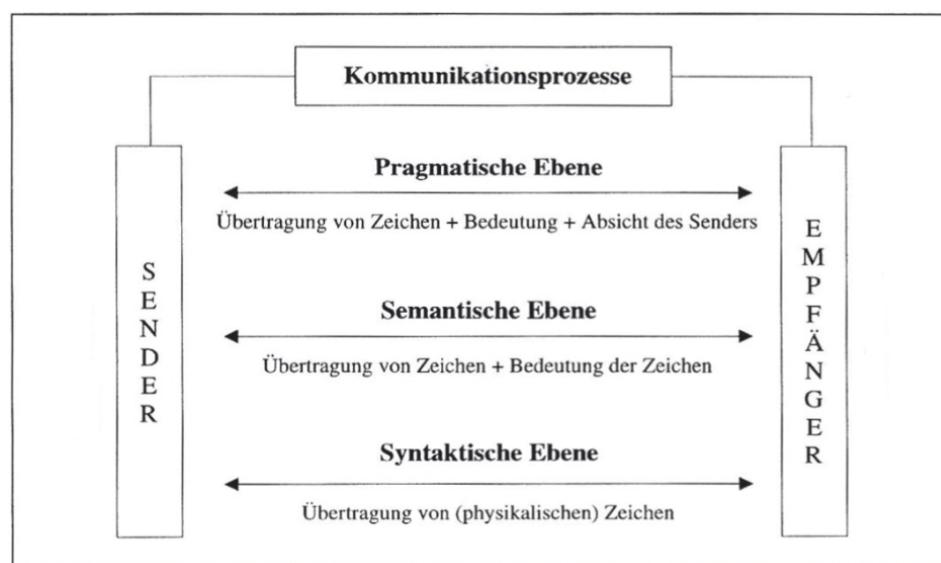 Kommunikationsprozesse
SENDER
Pragmatische Ebene
Übertragung von Zeichen + Bedeutung + Absicht des Senders
Semantische Ebene
Übertragung von Zeichen + Bedeutung der Zeichen
Syntaktische Ebene
Übertragung von (physikalischen) Zeichen
EMPFÄNGER